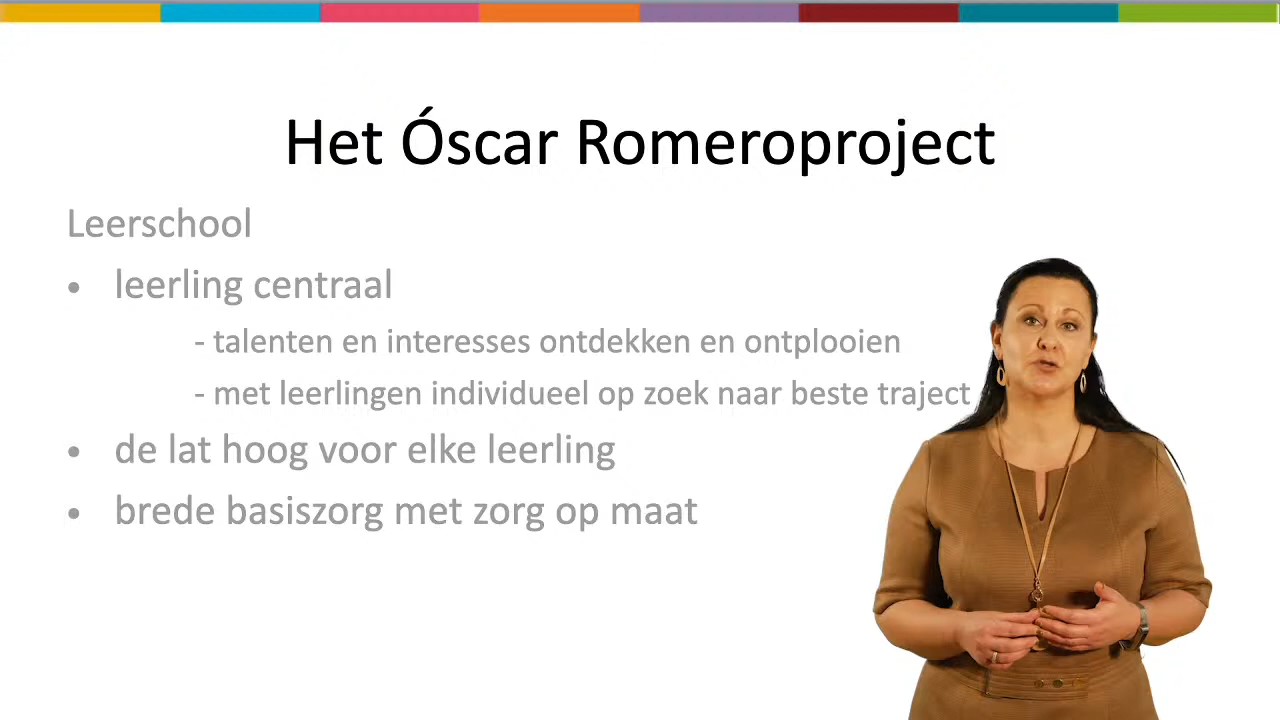 Het Óscar Romeroproject
Leerschool
• leerling centraal
- talenten en interesses ontdekken en ontplooien
- met leerlingen individueel op zoek naar beste traject
• de lat hoog voor elke leerling
• brede basiszorg met zorg op maat